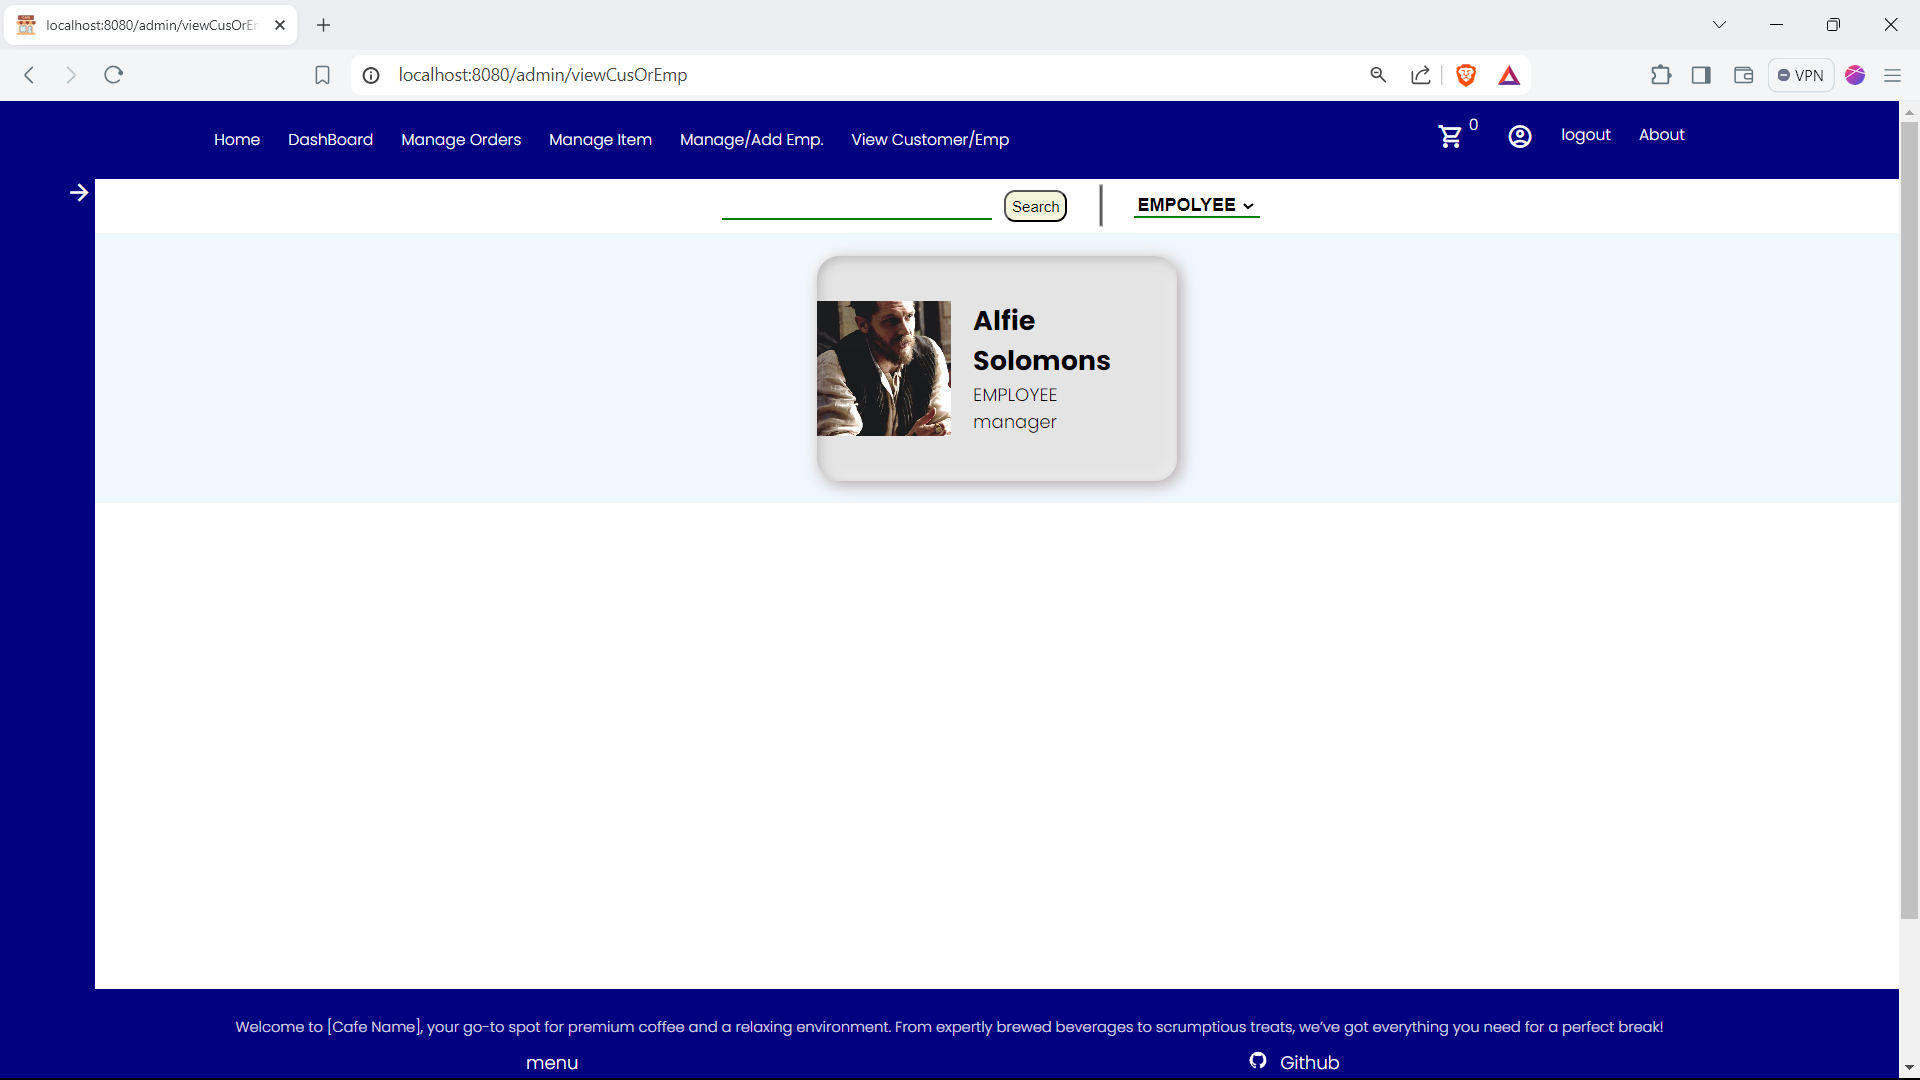 localhost:8080/admin/viewCusOrEr
localhost:8080/admin/viewCusOrEmp
VPN
Home DashBoard Manage Orders Manage Item Manage/Add Emp. View Customer/Emp
0
logout About
Search
EMPOLYEE
Alfie
Solomons
EMPLOYEE
manager
Welcome to [Cafe Name], your go-to spot for premium coffee and a relaxing environment. From expertly brewed beverages to scrumptious treats, we've got everything you need for a perfect break!
menu
Github